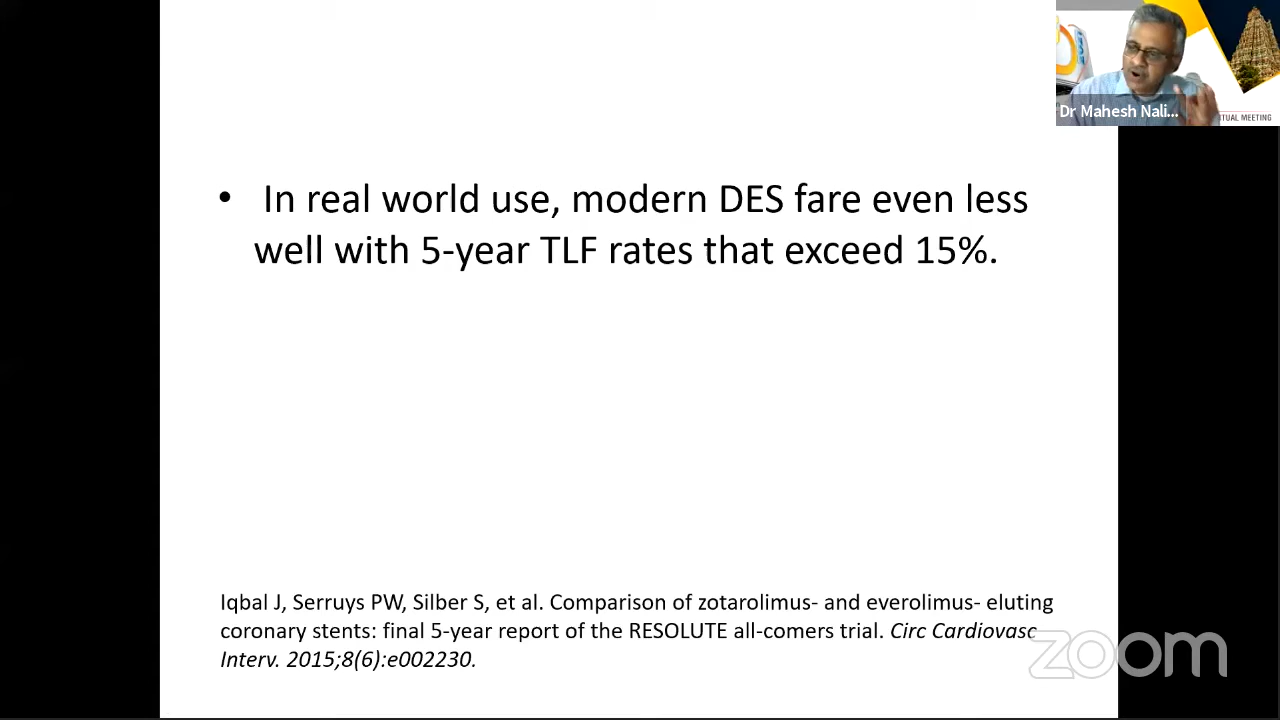 Dr Mahesh Nali...
TUAL MEETING
• In real world use, modern DES fare even less
well with 5-year TLF rates that exceed 15%.
Iqbal J, Serruys PW, Silber S, et al. Comparison of zotarolimus- and everolimus- eluting
coronary stents: final 5-year report of the RESOLUTE all-comers trial. Circ Cardiovasc
Interv. 2015;8(6):e002230.
zoom